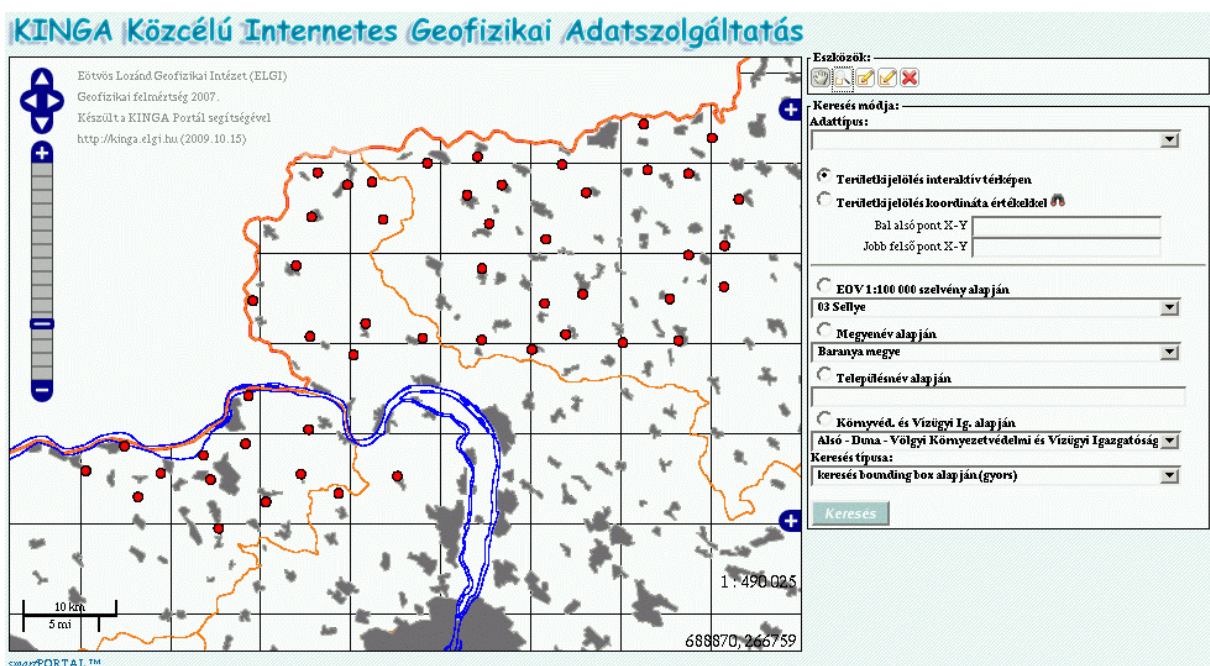 KINGA Közcélú Internetes Geofizikai Adatszolgáltatás
Eötvös Loránd Geofizikai Intézet (ELGI)
Geofizikai felmértség 2007.
Készült a KINGA Portál segítségével
http://kinga.elgi.hu (2009.10.15)
10 km
5 mi
1 : 490 025
688870, 266759
smartPORTAL™
Eszközök:
Keresés módja:
Adattípus:
Területkijelölés interaktív térképen
Területkijelölés koordináta értékekkel
Bal alsó pont X-Y
Jobb felső pont X-Y
EOV 1:100 000 szelvény alapján
03 Sellye
Megyenév alapján
Baranya megye
Településnév alapján
Környvéd. és Vízügyi Ig. alapján
Alsó - Duma - Völgyi Környezetvédelmi és Vízügyi Igazgatóság
Keresés típusa:
keresés bounding box alapján (gyors)
Keresés